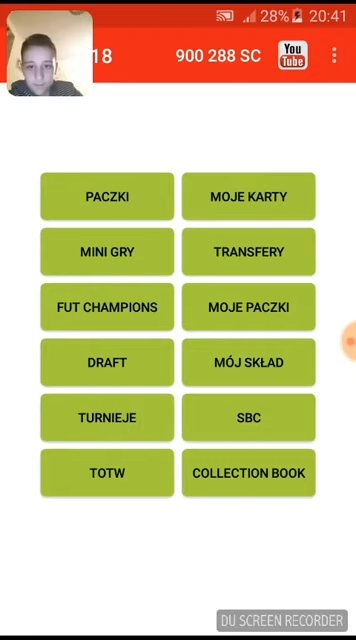 28% 20:41
18 900 288 SC You Tube
PACZKI MOJE KARTY
MINI GRY TRANSFERY
FUT CHAMPIONS MOJE PACZKI
DRAFT MÓJ SKŁAD
TURNIEJE SBC
TOTW COLLECTION BOOK
DU SCREEN RECORDER